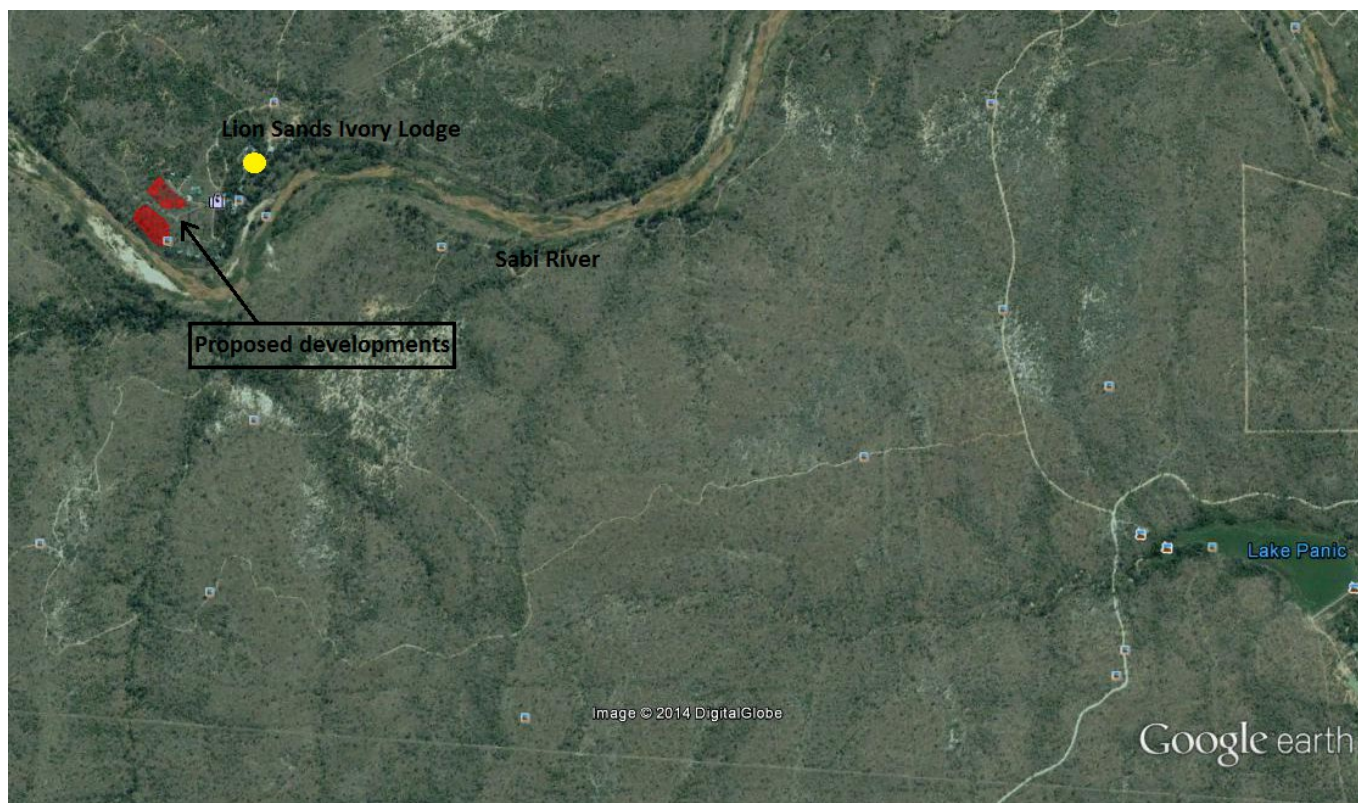 Lion Sands Ivory Lodge
Sabi River
Proposed developments
Lake Panic
Image © 2014 DigitalGlobe
Google earth